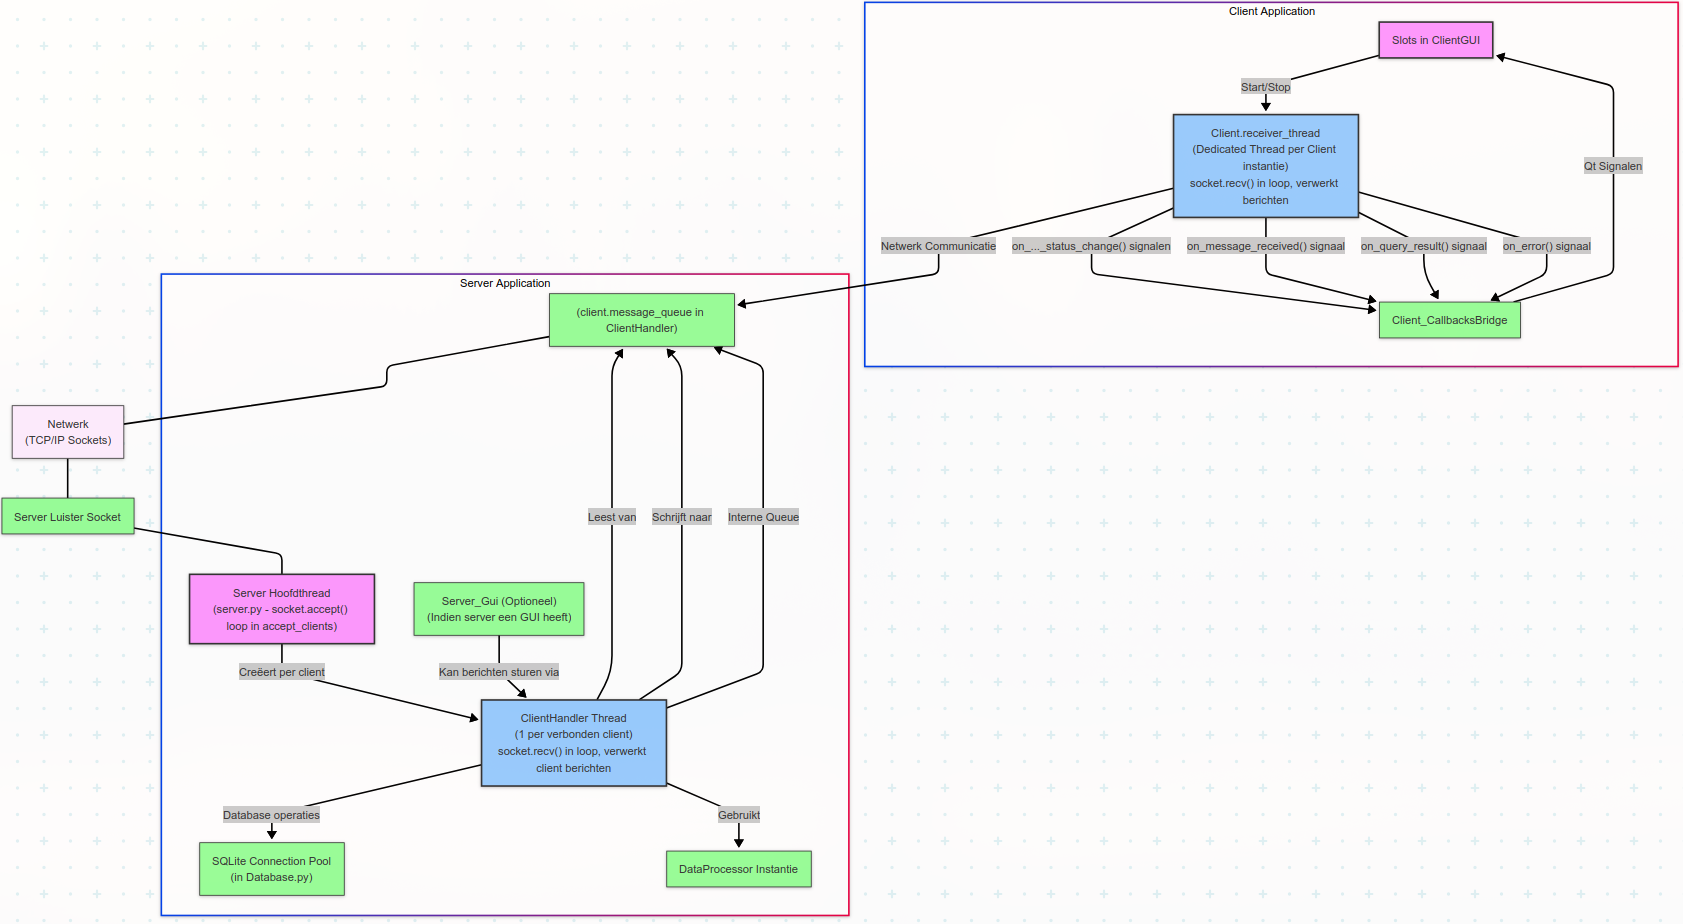 Client Application
Slots in ClientGUI
Start/Stop
Client.receiver_thread
(Dedicated Thread per Client
instantie)
socket.recv() in loop, verwerkt
berichten
Qt Signalen
Netwerk Communicatie
on_..._status_change() signalen
on_message_received() signaal
on_query_result() signaal
on_error() signaal
Client_CallbacksBridge
Server Application
(client.message_queue in
ClientHandler)
Netwerk
(TCP/IP Sockets)
Server Luister Socket
Leest van
Schrijft naar
Interne Queue
Server Hoofdthread
(server.py - socket.accept()
loop in accept_clients)
Server_Gui (Optioneel)
(Indien server een GUI heeft)
Creëert per client
Kan berichten sturen via
ClientHandler Thread
(1 per verbonden client)
socket.recv() in loop, verwerkt
client berichten
Database operaties
Gebruikt
SQLite Connection Pool
(in Database.py)
DataProcessor Instantie